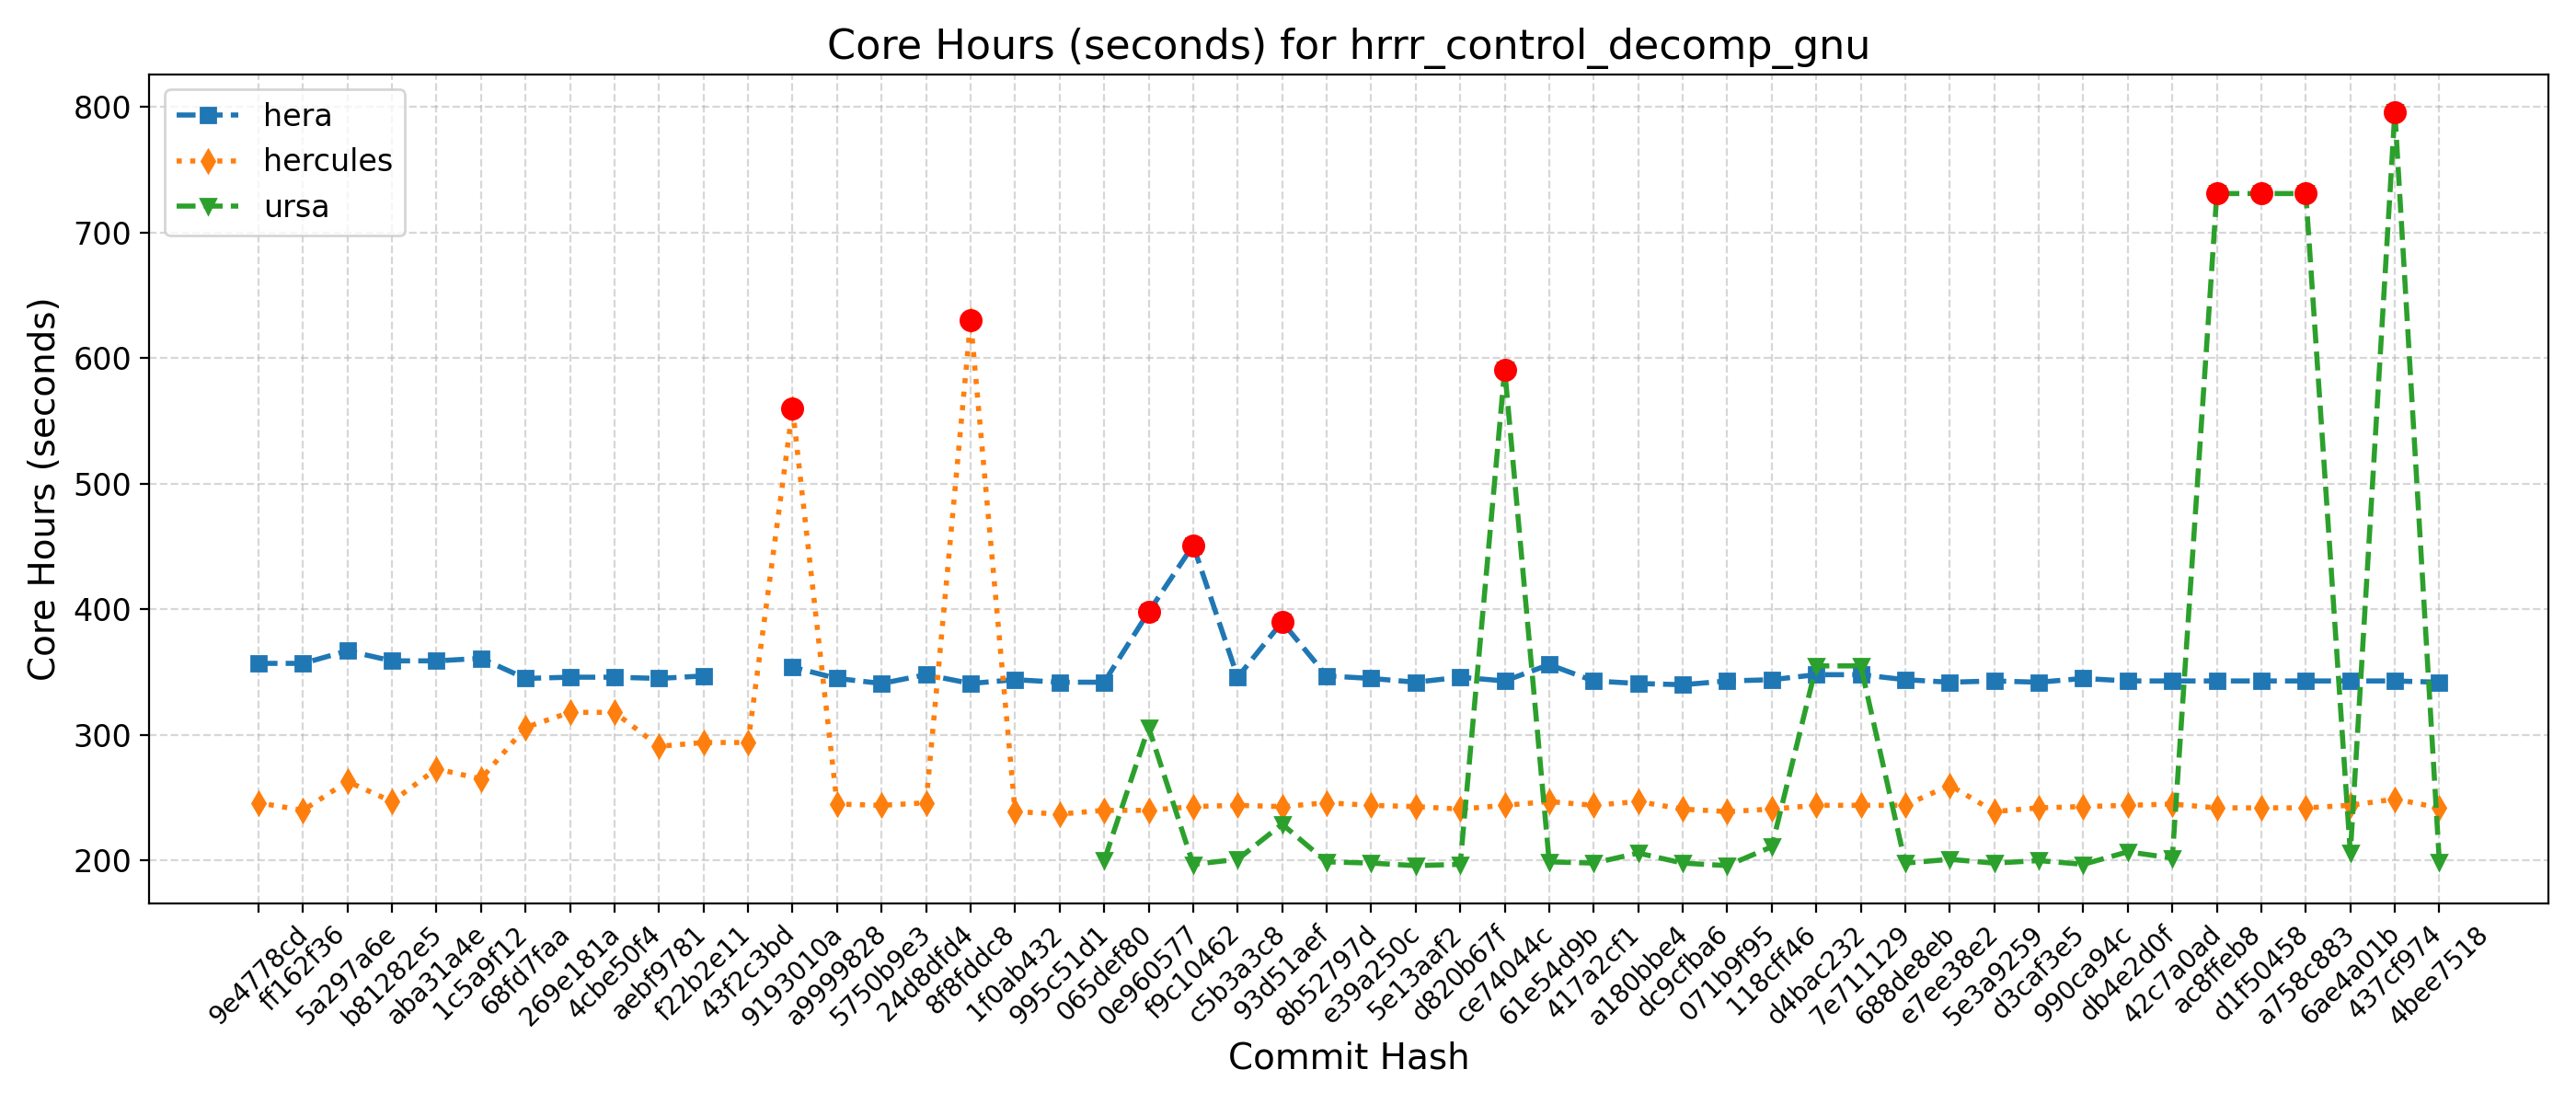 Core Hours (seconds) for hrrr_control_decomp_gnu
hera
hercules
ursa
Core Hours (seconds)
800
700
600
500
400
300
200
9e4778cd
ff162f36
5a297a6e
b81282e5
aba31a4e
1c5a9f12
68fd7faa
269e181a
4cbe50f4
aebf9781
f22b2e11
43f2c3bd
9193010a
a9999828
5750b9e3
24d8dfd4
8f8fddc8
1f0ab432
995c51d1
065def80
0e960577
f9c10462
c5b3a3c8
93d51aef
8b52797d
e39a250c
5e13aaf2
d820b67f
ce74044c
61e54d9b
417a2cf1
a180bbe4
dc9cfba6
071b9f95
118cff46
d4bac232
7e711129
688de8eb
e7ee38e2
5e3a9259
d3caf3e5
990ca94c
db4e2d0f
42c7a0ad
ac8ffeb8
d1f50458
a758c883
6ae4a01b
437cf974
4bee7518
Commit Hash